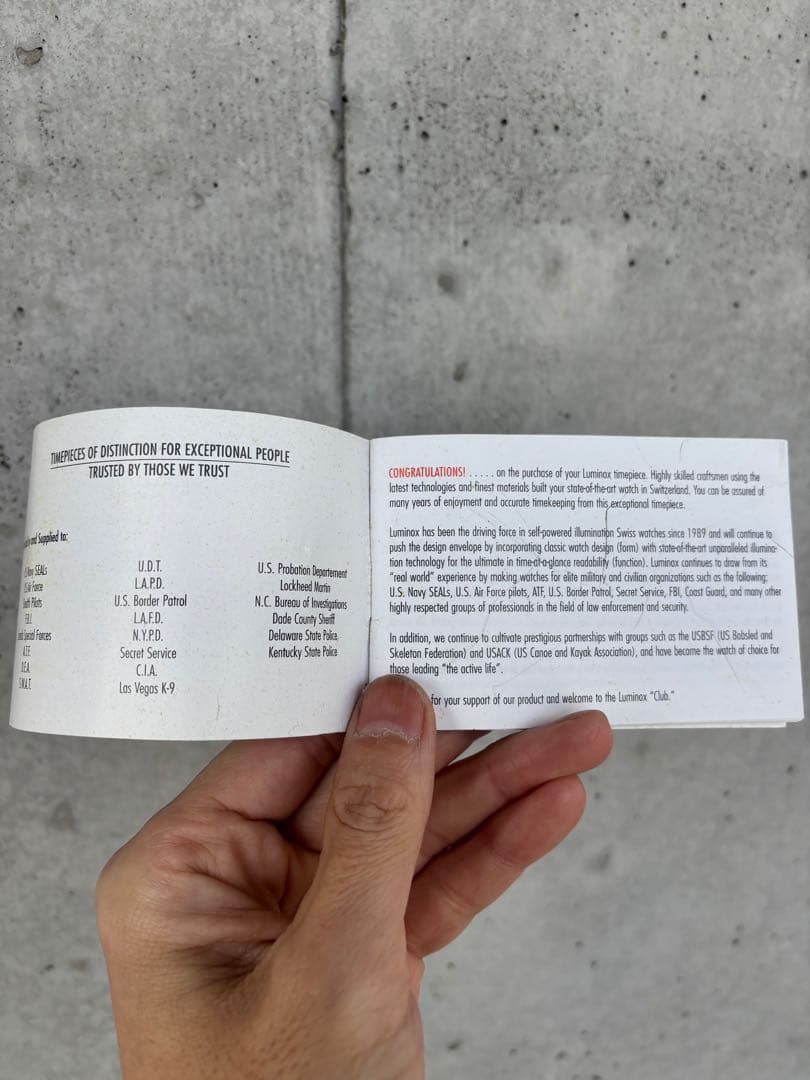 TIMEPIECES OF DISTINCTION FOR EXCEPTIONAL PEOPLE
TRUSTED BY THOSE WE TRUST
and Supplied to:
Navy SEALs
Air Force
Pilots
F.B.I.
Special Forces
A.T.F.
D.E.A.
S.W.A.T.
U.D.T.
L.A.P.D.
U.S. Border Patrol
L.A.F.D.
N.Y.P.D.
Secret Service
C.I.A.
Las Vegas K-9
U.S. Probation Departement
Lockheed Martin
N.C. Bureau of Investigations
Dade County Sheriff
Delaware State Police
Kentucky State Police
CONGRATULATIONS! . . . . . on the purchase of your Luminox timepiece. Highly skilled craftsmen using the
latest technologies and finest materials built your state-of-the-art watch in Switzerland. You can be assured of
many years of enjoyment and accurate timekeeping from this exceptional timepiece.
Luminox has been the driving force in self-powered illumination Swiss watches since 1989 and will continue to
push the design envelope by incorporating classic watch design (form) with state-of-the-art unparalleled illumina-
tion technology for the ultimate in time-at-a-glance readability (function). Luminox continues to draw from its
"real world" experience by making watches for elite military and civilian organizations such as the following:
U.S. Navy SEALs, U.S. Air Force pilots, ATF, U.S. Border Patrol, Secret Service, FBI, Coast Guard, and many other
highly respected groups of professionals in the field of law enforcement and security.
In addition, we continue to cultivate prestigious partnerships with groups such as the USBSF (US Bobsled and
Skeleton Federation) and USACK (US Canoe and Kayak Association), and have become the watch of choice for
those leading "the active life".
for your support of our product and welcome to the Luminox "Club."